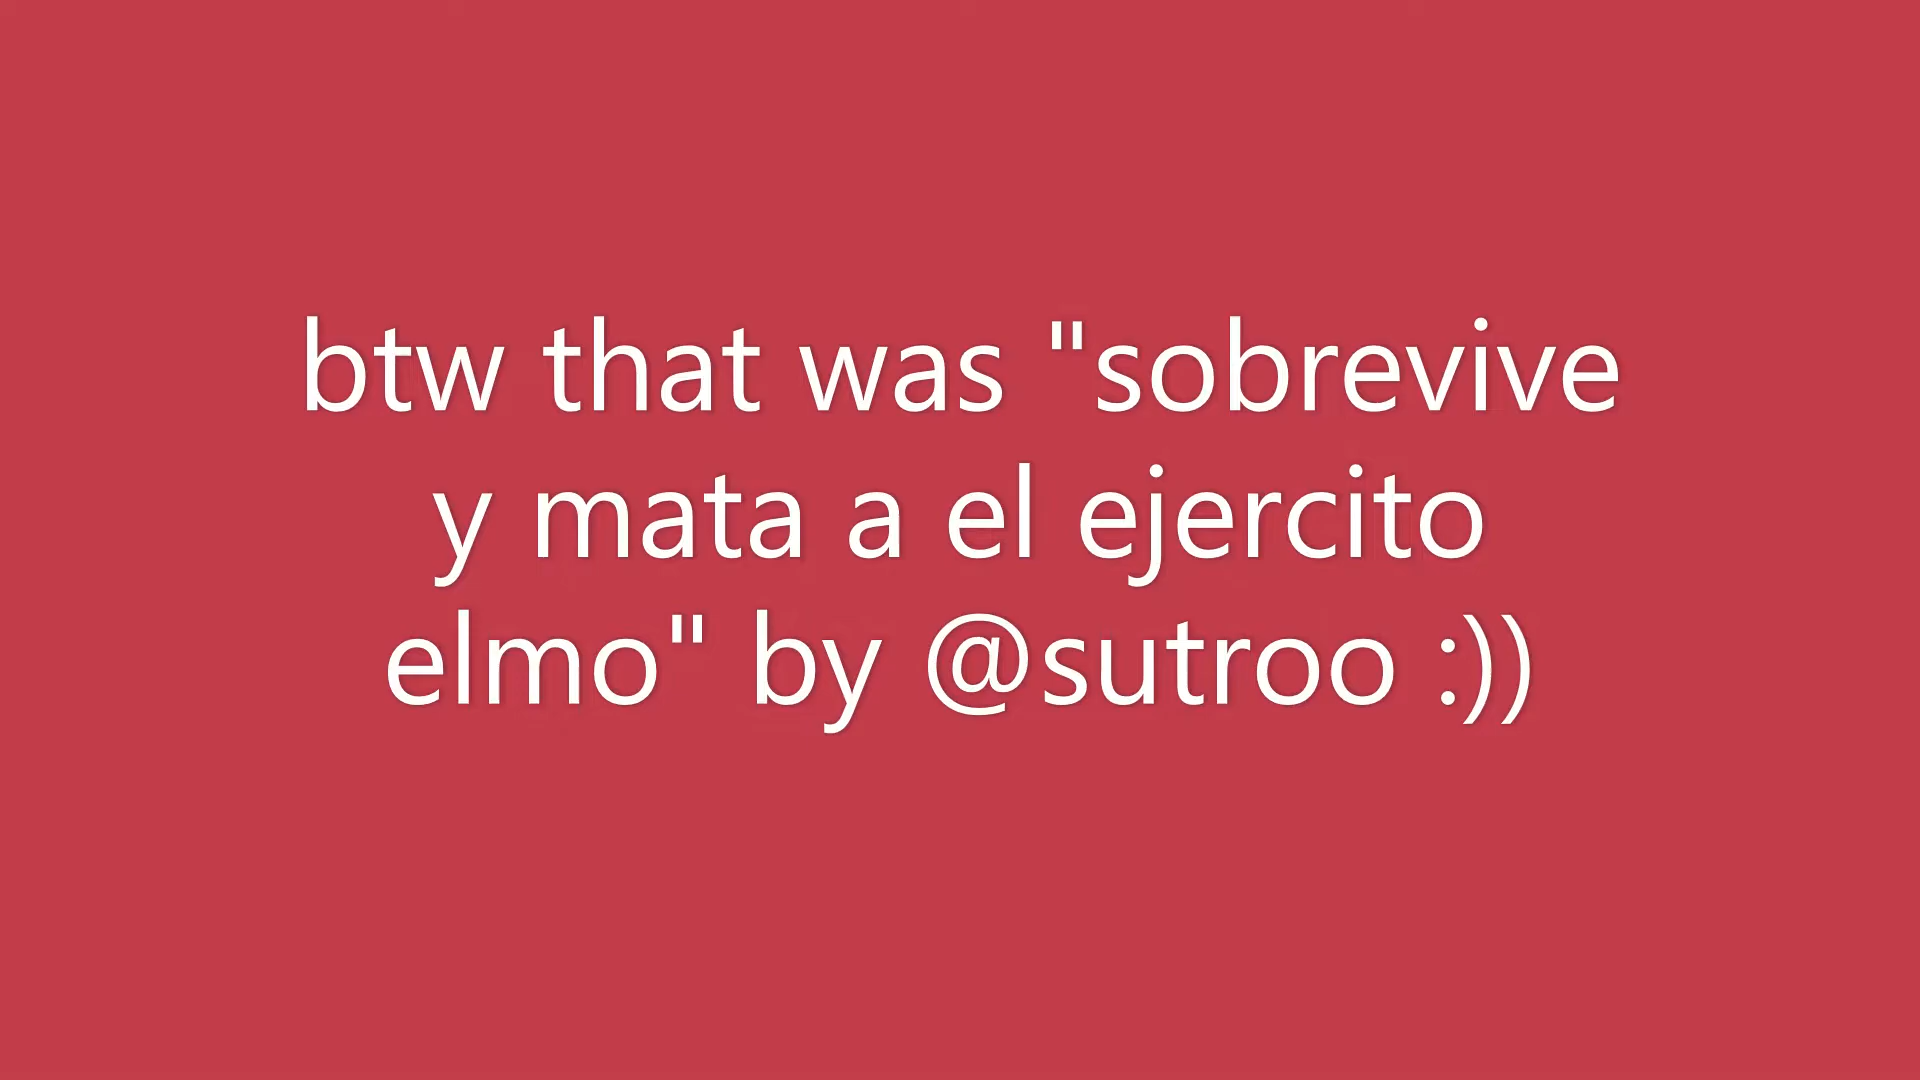 btw that was "sobrevive
y mata a el ejercito
elmo" by @sutroo :))